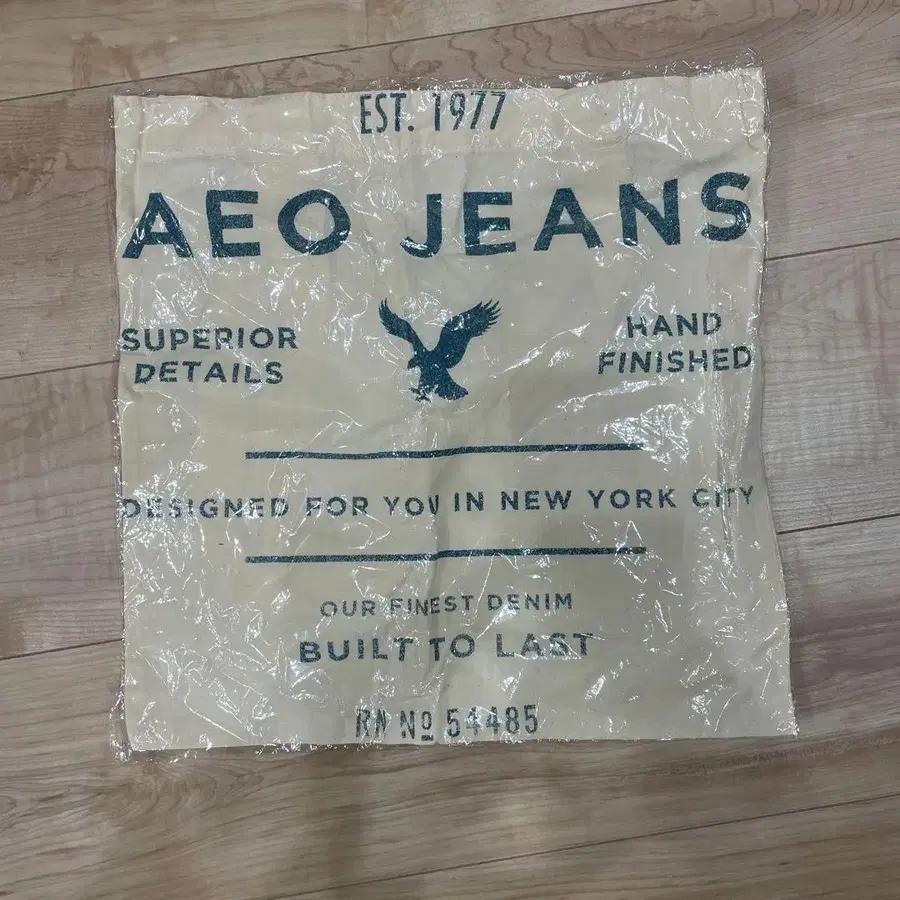 EST. 1977
AEO JEANS
SUPERIOR
DETAILS
HAND
FINISHED
DESIGNED FOR YOU IN NEW YORK CITY
OUR FINEST DENIM
BUILT TO LAST
RN Nº 54485